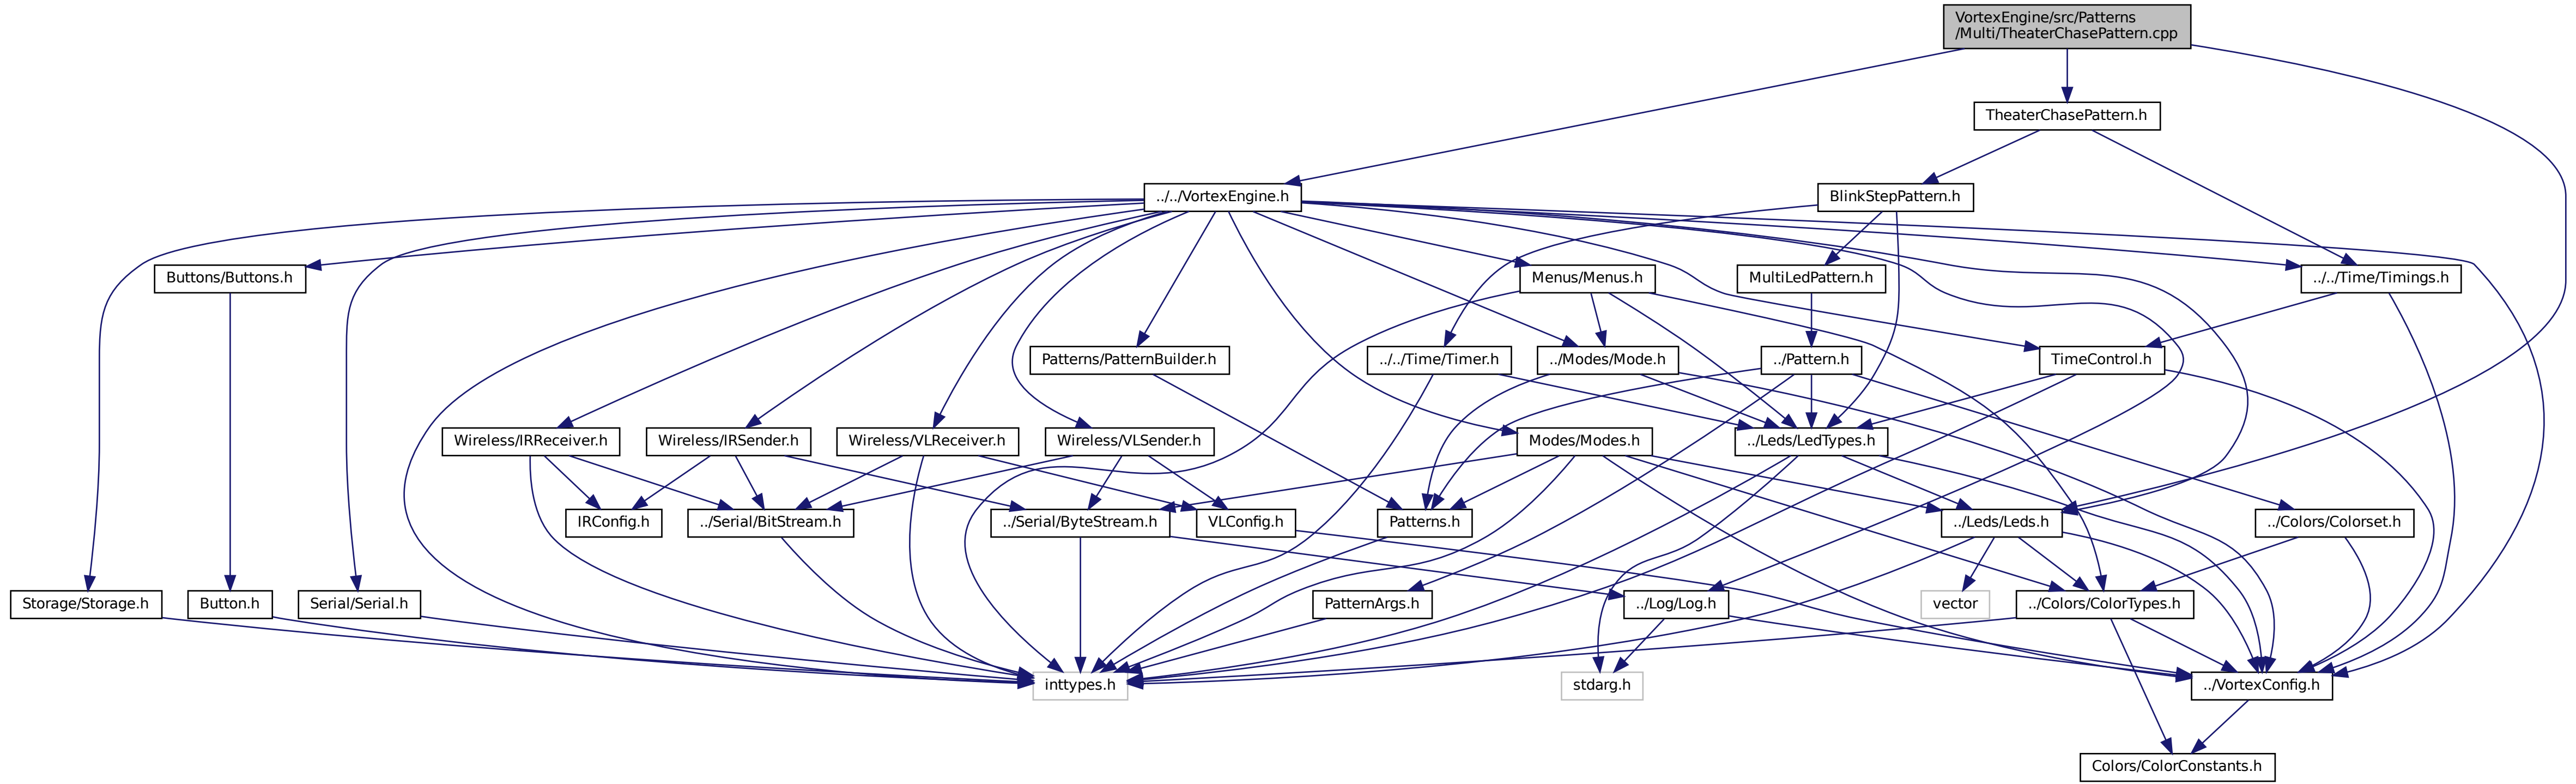 VortexEngine/src/Patterns
/Multi/TheaterChasePattern.cpp
TheaterChasePattern.h
../../VortexEngine.h
BlinkStepPattern.h
Buttons/Buttons.h
Menus/Menus.h
MultiLedPattern.h
../../Time/Timings.h
Patterns/PatternBuilder.h
../../Time/Timer.h
../Modes/Mode.h
../Pattern.h
TimeControl.h
Wireless/IRReceiver.h
Wireless/IRSender.h
Wireless/VLReceiver.h
Wireless/VLSender.h
Modes/Modes.h
../Leds/LedTypes.h
IRConfig.h
../Serial/BitStream.h
../Serial/ByteStream.h
VLConfig.h
Patterns.h
../Leds/Leds.h
../Colors/Colorset.h
Storage/Storage.h
Button.h
Serial/Serial.h
PatternArgs.h
../Log/Log.h
vector
../Colors/ColorTypes.h
inttypes.h
stdarg.h
../VortexConfig.h
Colors/ColorConstants.h